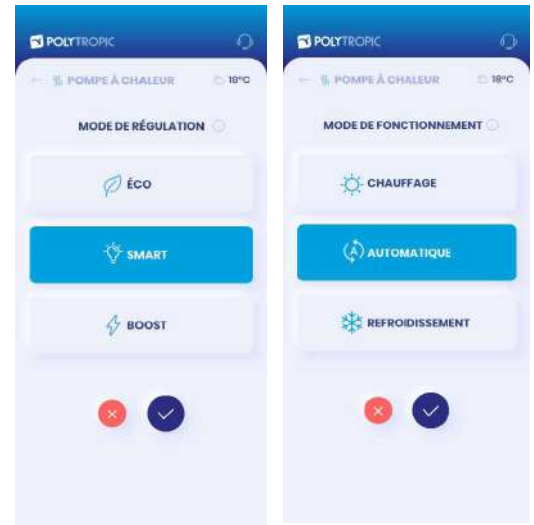 POLYTROPIC
POMPE À CHALEUR 18°C
MODE DE RÉGULATION
ÉCO
SMART
BOOST
POLYTROPIC
POMPE À CHALEUR 18°C
MODE DE FONCTIONNEMENT
CHAUFFAGE
A AUTOMATIQUE
REFROIDISSEMENT